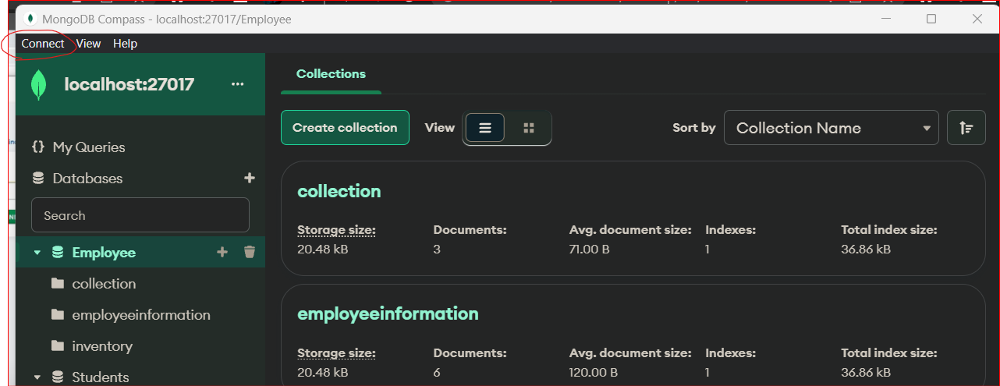 MongoDB Compass - localhost:27017/Employee
Connect View Help
localhost:27017 ...
Collections
Create collection View Sort by Collection Name
{} My Queries
Databases
Search
Employee
collection
employeeinformation
inventory
Students
collection
Storage size: Documents: Avg. document size: Indexes: Total index size:
20.48 kB 3 71.00 B 1 36.86 kB
employeeinformation
Storage size: Documents: Avg. document size: Indexes: Total index size:
20.48 kB 6 120.00 B 1 36.86 kB